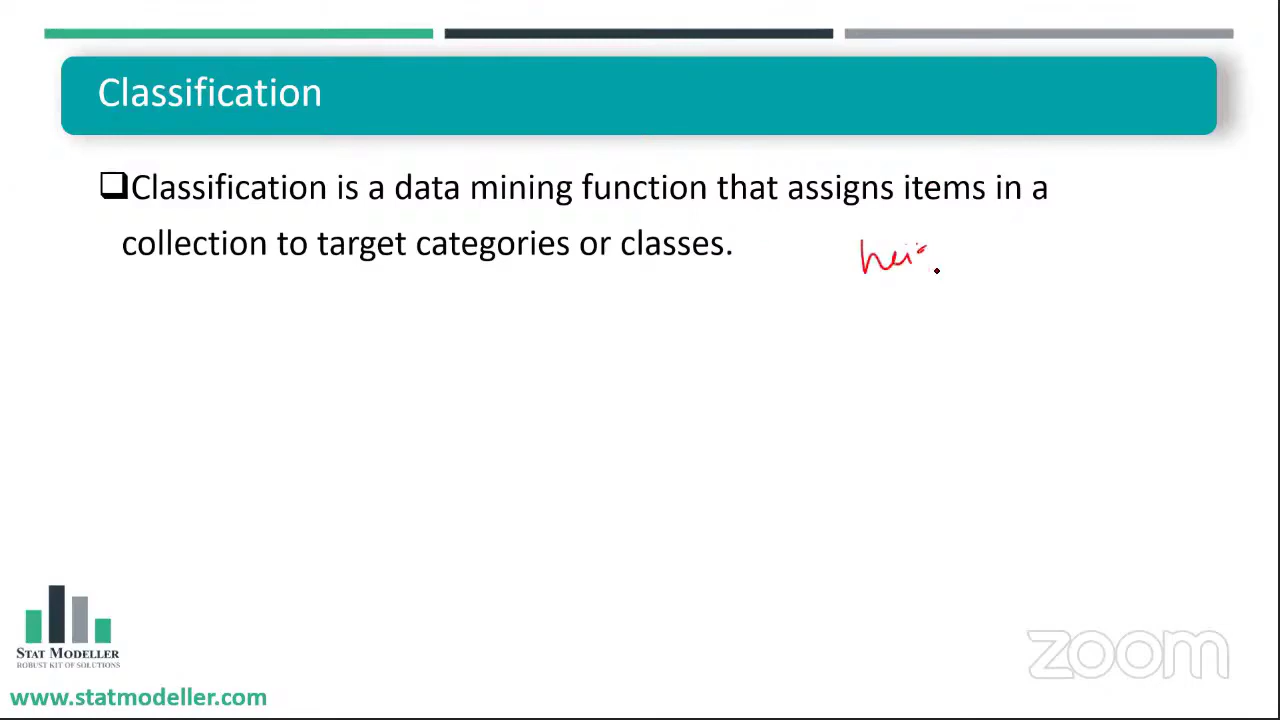 Classification
Classification is a data mining function that assigns items in a
collection to target categories or classes.
STAT MODELLER
ROBUST KIT OF SOLUTIONS
www.statmodeller.com
zoom